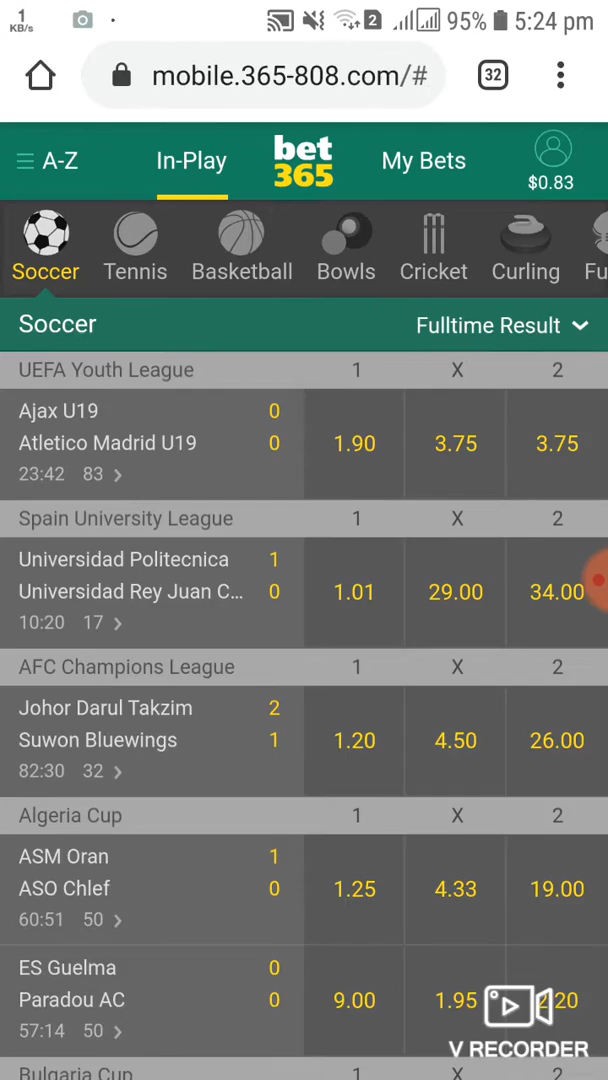 1
KB/s
2
95%
5:24 pm
mobile.365-808.com/#
32
A-Z
In-Play
bet
365
My Bets
$0.83
Soccer
Tennis
Basketball
Bowls
Cricket
Curling
Fu
Soccer
Fulltime Result
UEFA Youth League 1 X 2
Ajax U19 0
Atletico Madrid U19 0
1.90 3.75 3.75
23:42 83
Spain University League 1 X 2
Universidad Politecnica 1
Universidad Rey Juan C... 0
1.01 29.00 34.00
10:20 17
AFC Champions League 1 X 2
Johor Darul Takzim 2
Suwon Bluewings 1
1.20 4.50 26.00
82:30 32
Algeria Cup 1 X 2
ASM Oran 1
ASO Chlef 0
1.25 4.33 19.00
60:51 50
ES Guelma 0
Paradou AC 0
9.00 1.95
57:14 50
V RECORDER
Bulgaria Cup 1 X 2